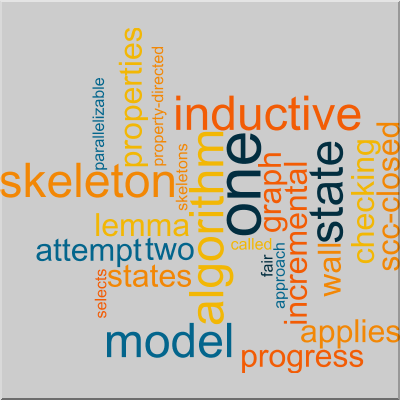 properties
parallelizable
property-directed
inductive
skeleton
skeletons
algorithm
one
graph
state
checking
scc-closed
lemma
incremental
attempt
two
called
fair
approach
wall
selects
states
model
progress
applies